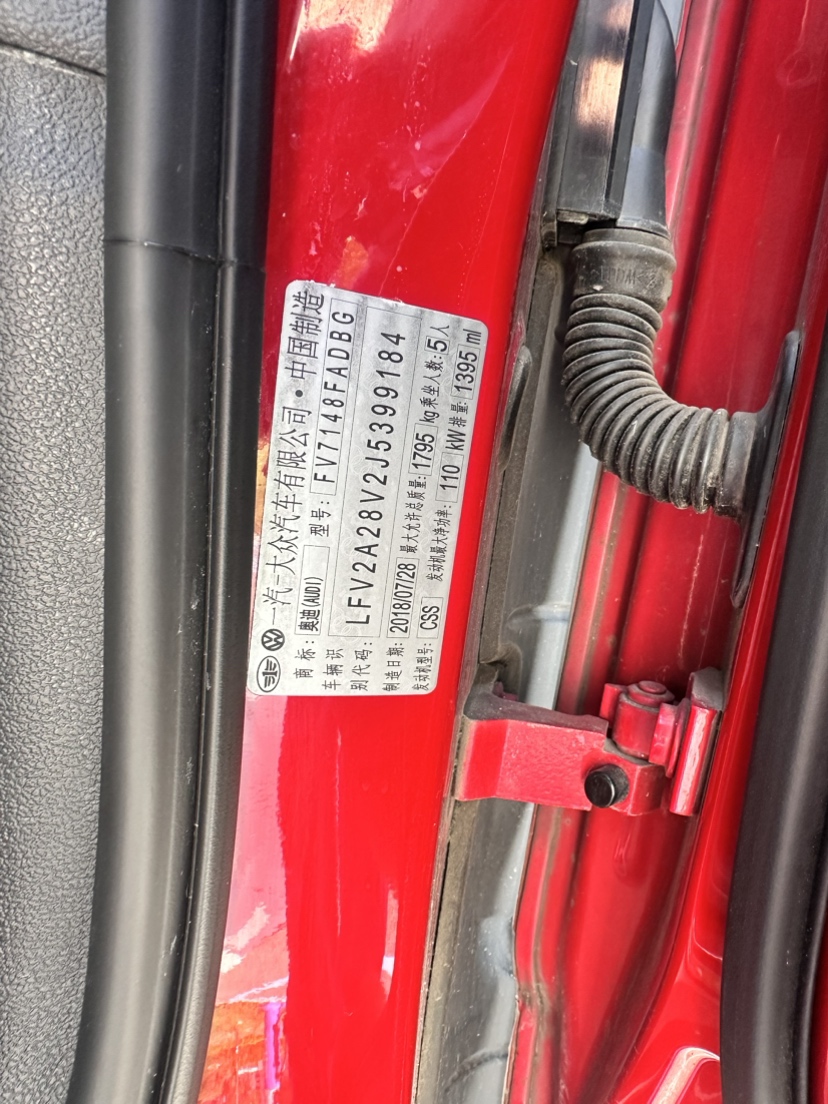 一汽-大众汽车有限公司·中国制造
商 标: 奥迪(AUDI) 型号: FV7148FADBG
车 辆 识
别 代 码: LFV2A28V2J5399184
制造日期: 2018/07/28 最大允许总质量: 1795 kg 乘坐人数: 5 人
发动机型号: CSS 发动机最大净功率: 110 kW 排量: 1395 ml